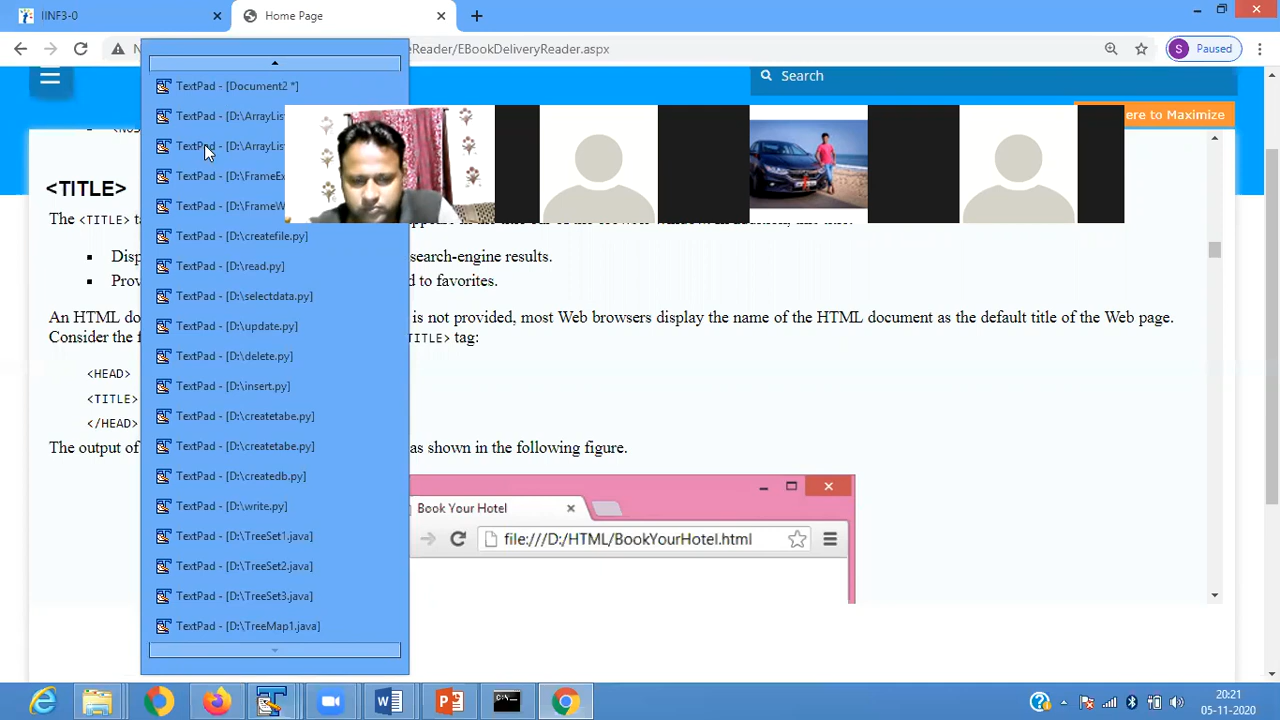 IINF3-0
Home Page
N
eReader/EBookDeliveryReader.aspx
S Paused
Search
ere to Maximize
TextPad - [Document2 *]
TextPad - [D:\ArrayLis
TextPad - [D:\ArrayLis
TextPad - [D:\FrameEx
TextPad - [D:\FrameW
TextPad - [D:\createfile.py]
TextPad - [D:\read.py]
TextPad - [D:\selectdata.py]
TextPad - [D:\update.py]
TextPad - [D:\delete.py]
TextPad - [D:\insert.py]
TextPad - [D:\createtabe.py]
TextPad - [D:\createtabe.py]
TextPad - [D:\createdb.py]
TextPad - [D:\write.py]
TextPad - [D:\TreeSet1.java]
TextPad - [D:\TreeSet2.java]
TextPad - [D:\TreeSet3.java]
TextPad - [D:\TreeMap1.java]
<TITLE>
The <TITLE> ta
Disp search-engine results.
Prov d to favorites.
An HTML do is not provided, most Web browsers display the name of the HTML document as the default title of the Web page.
Consider the f TITLE> tag:
<HEAD>
<TITLE>
</HEAD>
The output of as shown in the following figure.
Book Your Hotel
file:///D:/HTML/BookYourHotel.html
20:21
05-11-2020